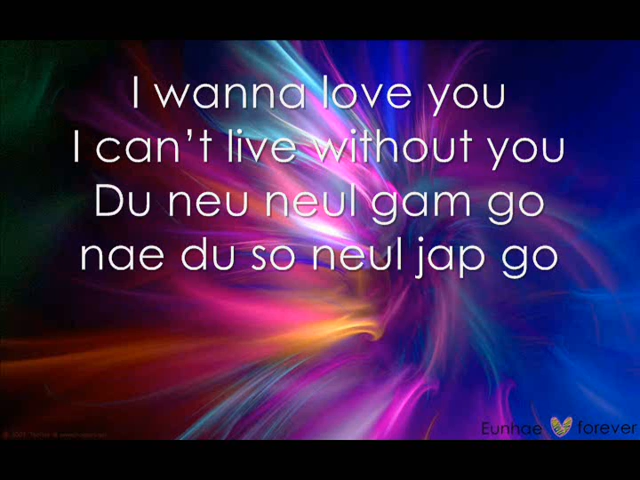 I wanna love you
I can't live without you
Du neu neul gam go
nae du so neul jap go
Eunhae forever